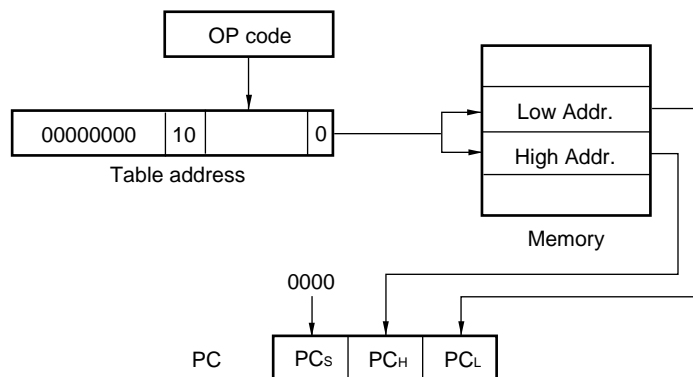 OP code
00000000 10 0
Table address
Low Addr.
High Addr.
Memory
0000
PC PCS PCH PCL